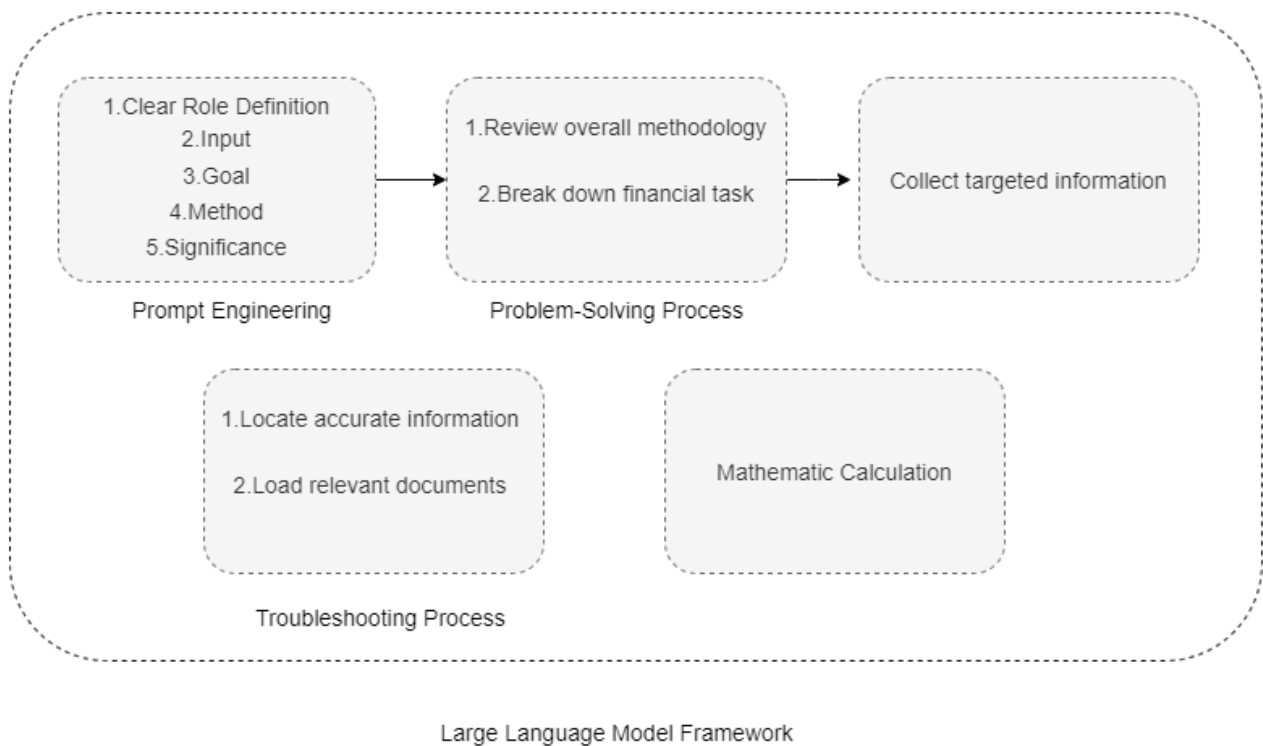 1.Clear Role Definition
2.Input
3.Goal
4.Method
5.Significance
Prompt Engineering
1.Review overall methodology
2.Break down financial task
Problem-Solving Process
Collect targeted information
1.Locate accurate information
2.Load relevant documents
Troubleshooting Process
Mathematic Calculation
Large Language Model Framework